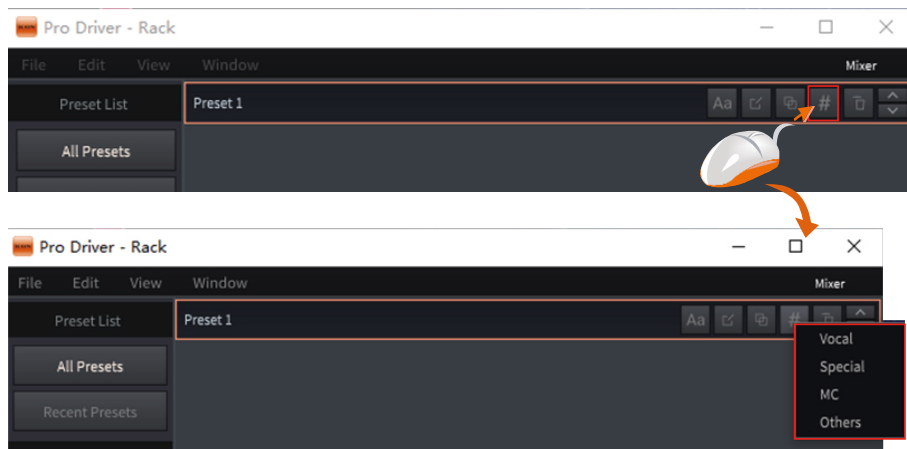 Pro Driver - Rack
File Edit View Window Mixer
Preset List Preset 1 Aa #
All Presets
Pro Driver - Rack
File Edit View Window Mixer
Preset List Preset 1 Aa #
Vocal
All Presets Special
MC
Recent Presets Others